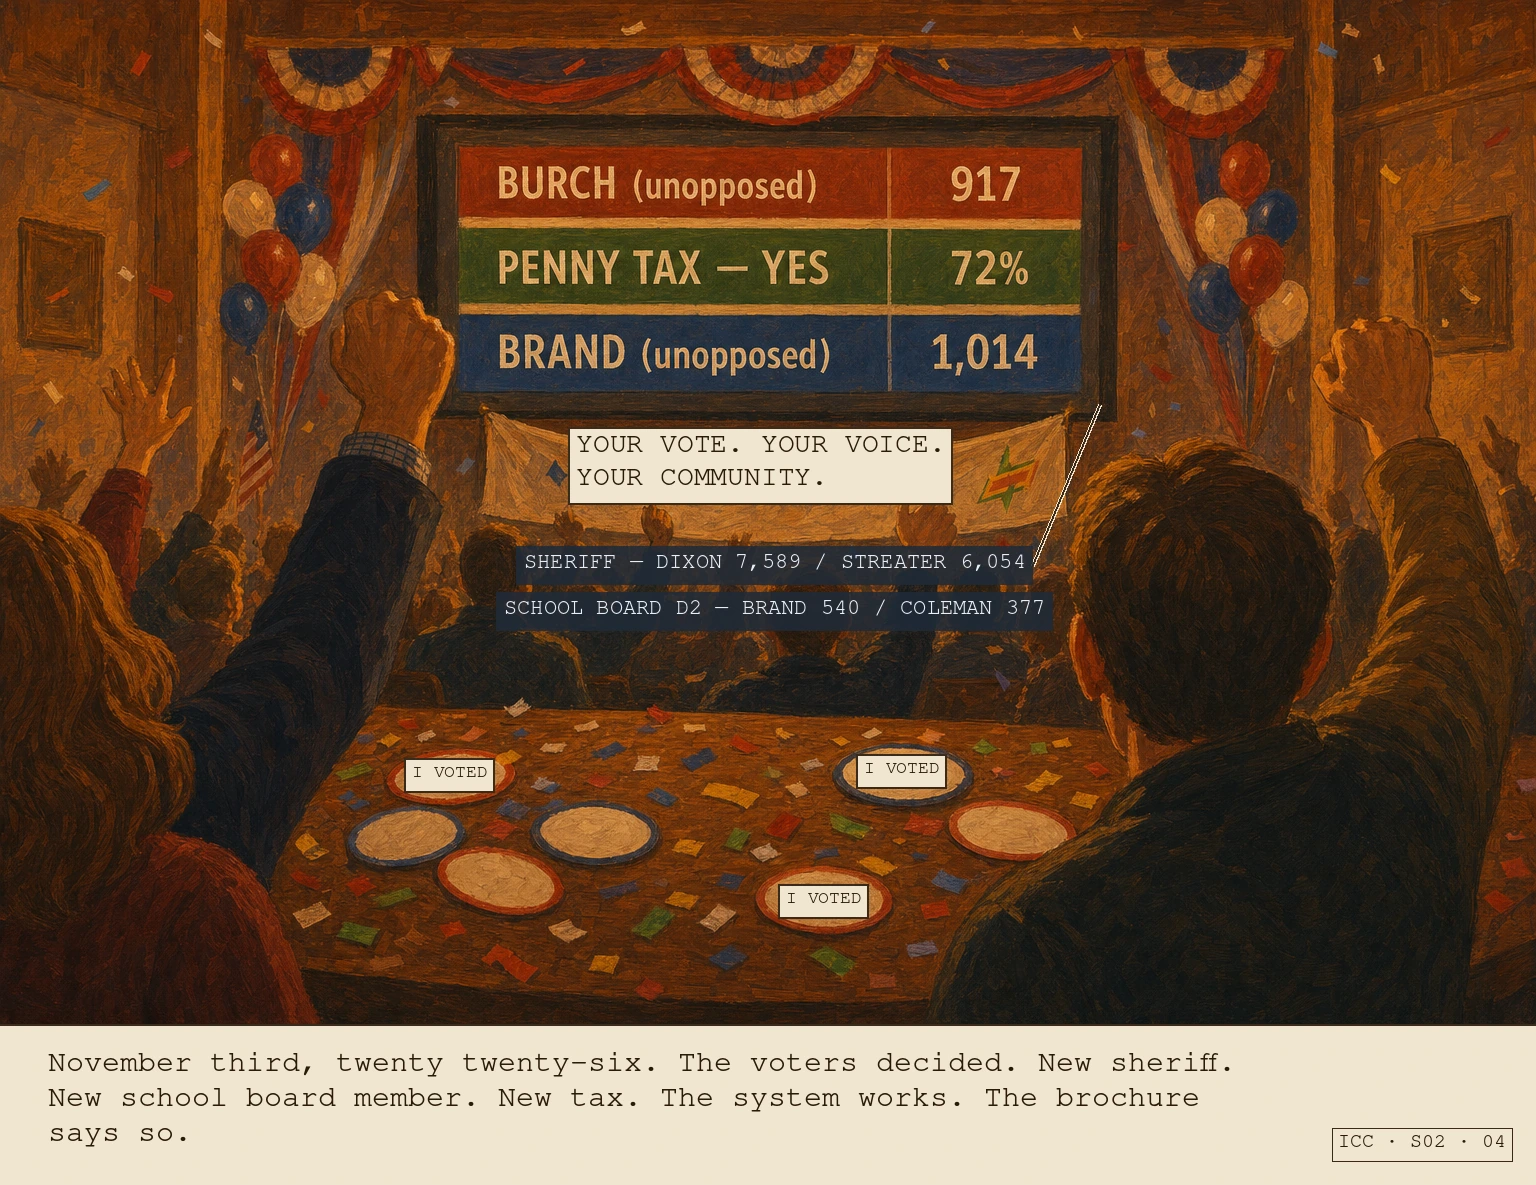 BURCH (unopposed) 917
PENNY TAX — YES 72%
BRAND (unopposed) 1,014
YOUR VOTE. YOUR VOICE.
YOUR COMMUNITY.
SHERIFF — DIXON 7,589 / STREATER 6,054
SCHOOL BOARD D2 — BRAND 540 / COLEMAN 377
I VOTED
I VOTED
I VOTED
November third, twenty twenty-six. The voters decided. New sheriff.
New school board member. New tax. The system works. The brochure
says so.
ICC · S02 · 04